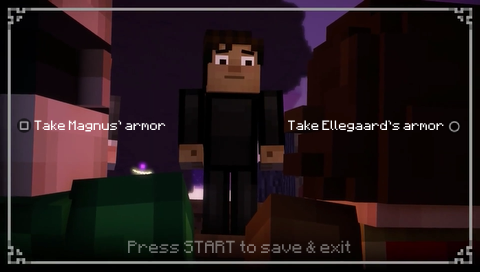 Take Magnus' armor
Take Ellegaard's armor
Press START to save & exit